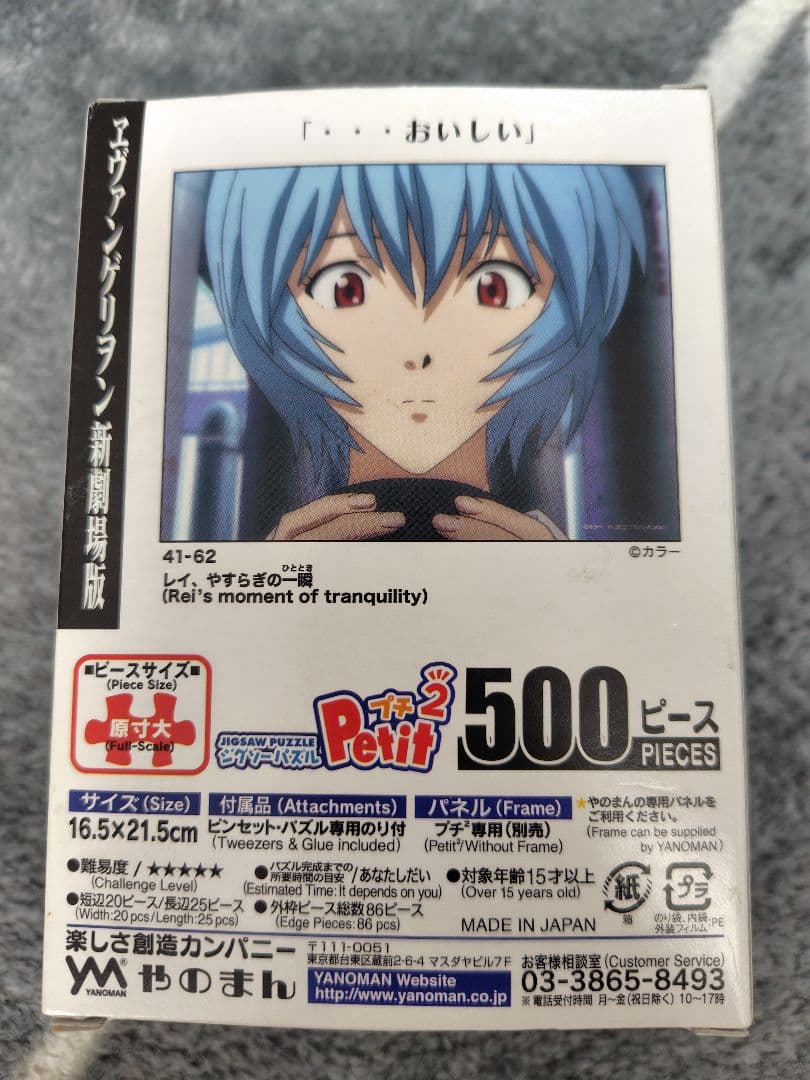 「・・・おいしい」
ヱヴァンゲリヲン新劇場版
41-62
©カラー
レイ、やすらぎの一瞬
ひととき
(Rei's moment of tranquility)
■ピースサイズ■
(Piece Size)
原寸大
(Full-Scale)
JIGSAW PUZZLE
ジグソーパズル
プチ2
Petit
500ピース
PIECES
サイズ(Size)
16.5×21.5cm
付属品(Attachments)
ピンセット・パズル専用のり付
(Tweezers & Glue included)
パネル(Frame)
プチ²専用(別売)
(Petit²/Without Frame)
★やのまんの専用パネルを
ご利用ください。
(Frame can be supplied
by YANOMAN)
●難易度/★★★★★
(Challenge Level)
●パズル完成までの所要時間の目安/あなたしだい
(Estimated Time: It depends on you)
●対象年齢15才以上
(Over 15 years old)
●短辺20ピース/長辺25ピース
(Width:20pcs/Length:25pcs)
●外枠ピース総数86ピース
(Edge Pieces: 86 pcs)
MADE IN JAPAN
紙
箱
プラ
のり袋、内袋、
外装フィルム:PE
楽しさ創造カンパニー
YM®
YANOMAN
やのまん
〒111-0051
東京都台東区蔵前2-6-4 マスダヤビル7F
YANOMAN Website
http://www.yanoman.co.jp
お客様相談室(Customer Service)
03-3865-8493
※電話受付時間 月〜金(祝日除く)10〜17時